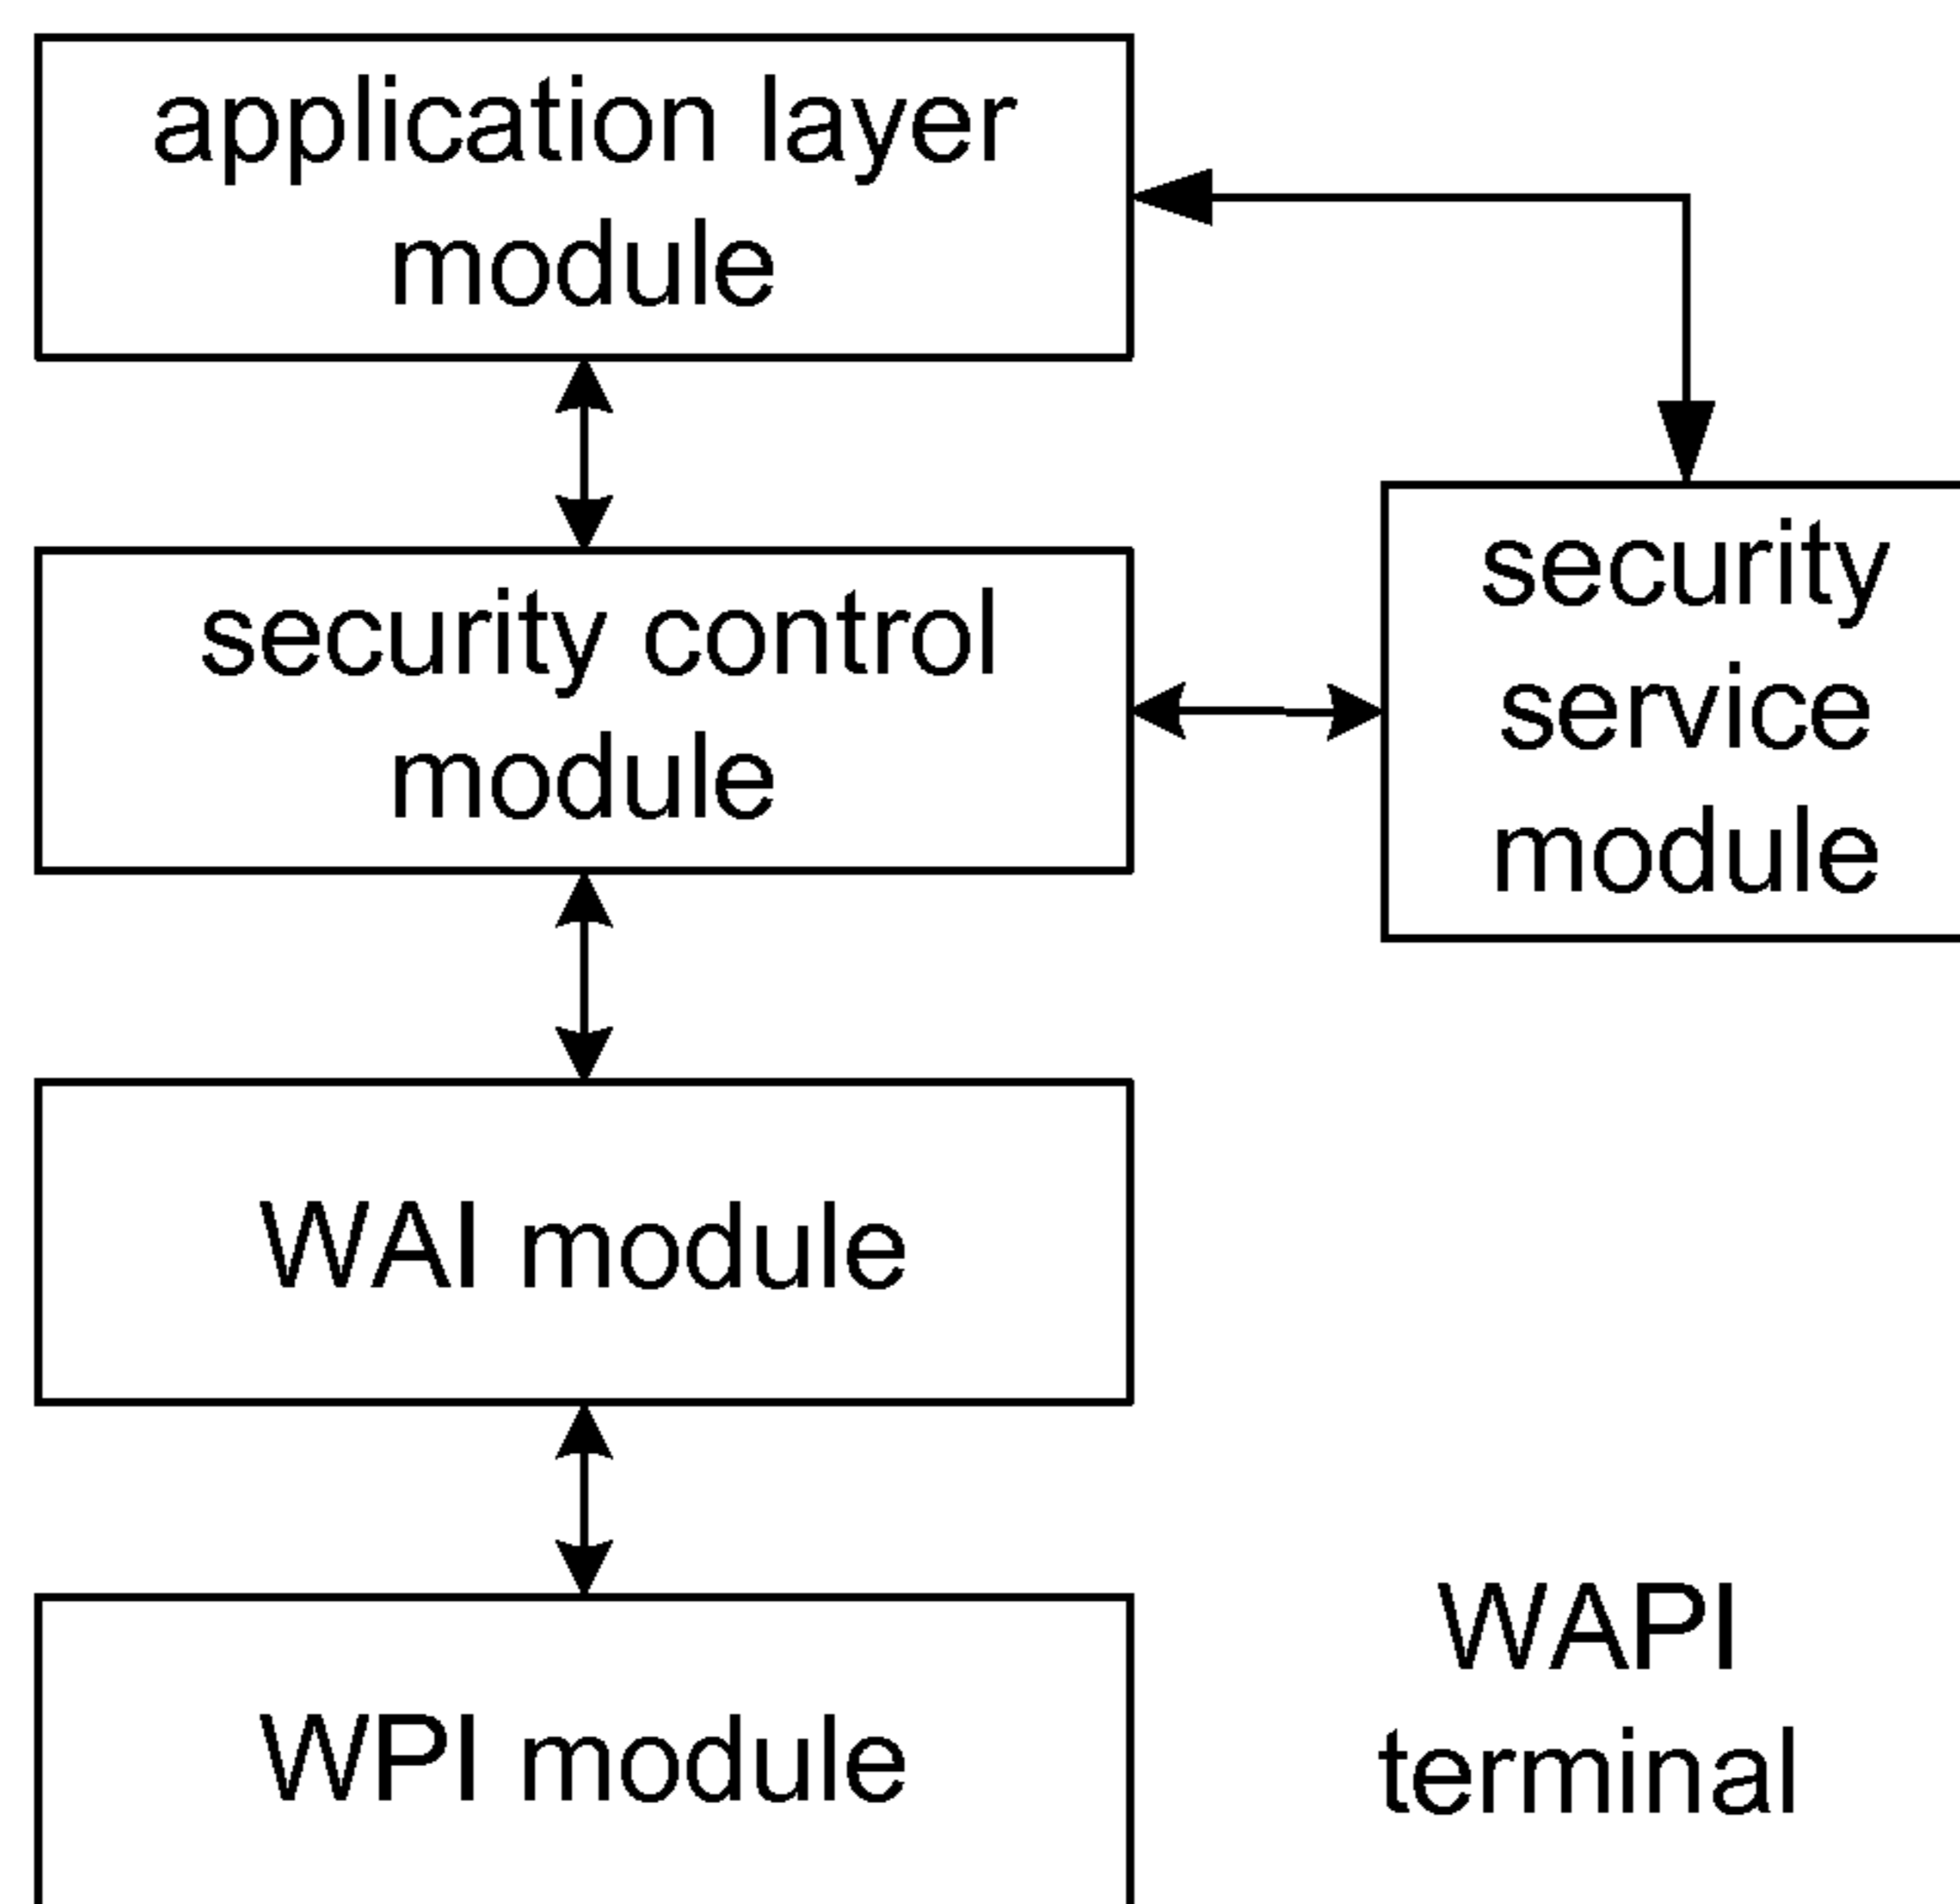 application layer
module
security control
module
security
service
module
WAI module
WPI module
WAPI
terminal